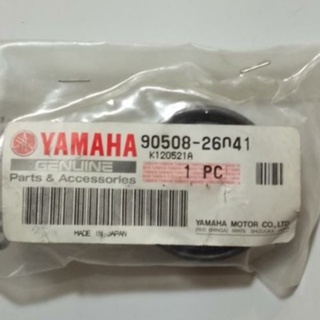 YAMAHA 90508-26041
K120521A
GENUINE
Parts & Accessories
1 PC
YAMAHA MOTOR CO., LTD
MADE IN JAPAN